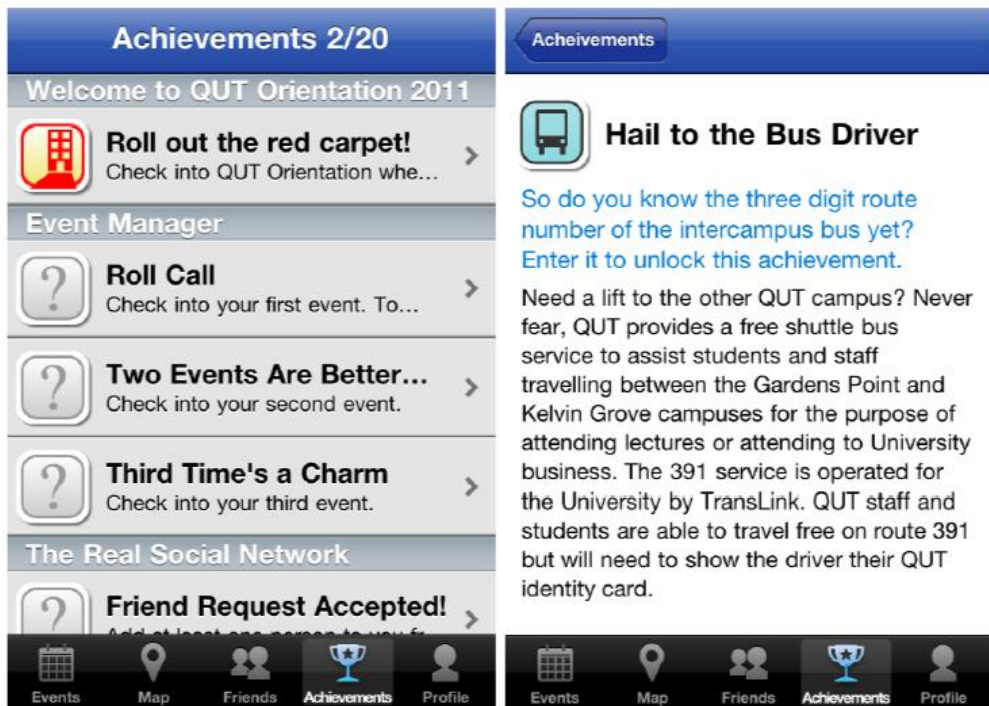 Achievements 2/20
Welcome to QUT Orientation 2011
Roll out the red carpet!
Check into QUT Orientation whe...
Event Manager
?
Roll Call
Check into your first event. To...
?
Two Events Are Better...
Check into your second event.
?
Third Time's a Charm
Check into your third event.
The Real Social Network
?
Friend Request Accepted!
Add at least one person to you fr
Events
Map
Friends
Achievements
Profile
Acheivements
Hail to the Bus Driver
So do you know the three digit route
number of the intercampus bus yet?
Enter it to unlock this achievement.
Need a lift to the other QUT campus? Never
fear, QUT provides a free shuttle bus
service to assist students and staff
travelling between the Gardens Point and
Kelvin Grove campuses for the purpose of
attending lectures or attending to University
business. The 391 service is operated for
the University by TransLink. QUT staff and
students are able to travel free on route 391
but will need to show the driver their QUT
identity card.
Events
Map
Friends
Achievements
Profile